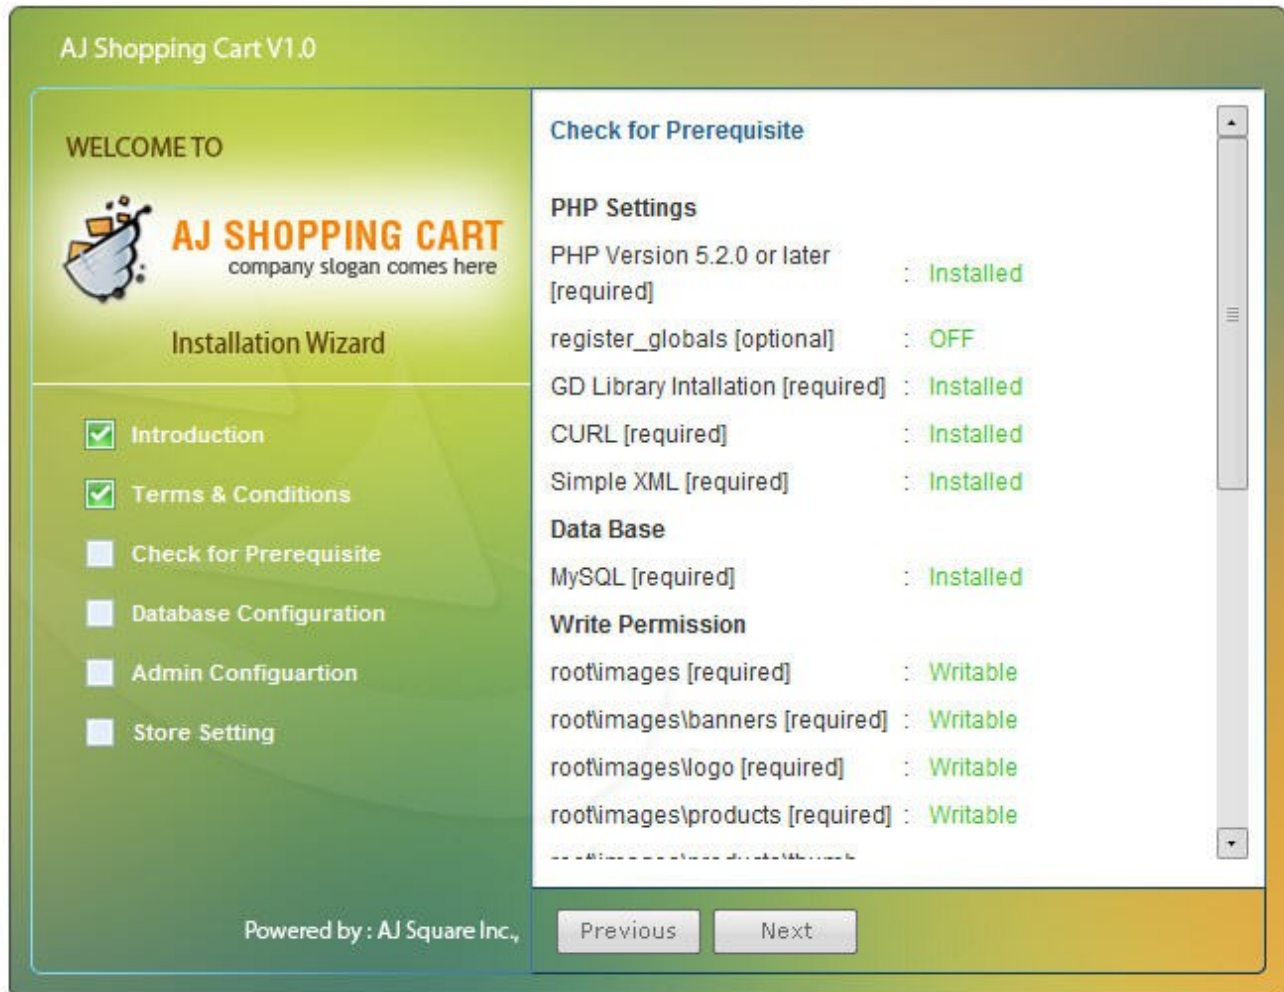 AJ Shopping Cart V1.0
WELCOME TO
AJ SHOPPING CART
company slogan comes here
Installation Wizard
Introduction
Terms & Conditions
Check for Prerequisite
Database Configuration
Admin Configuartion
Store Setting
Powered by : AJ Square Inc.,
Check for Prerequisite
PHP Settings
PHP Version 5.2.0 or later
[required] : Installed
register_globals [optional] : OFF
GD Library Intallation [required] : Installed
CURL [required] : Installed
Simple XML [required] : Installed
Data Base
MySQL [required] : Installed
Write Permission
root\images [required] : Writable
root\images\banners [required] : Writable
root\images\logo [required] : Writable
root\images\products [required] : Writable
Previous Next